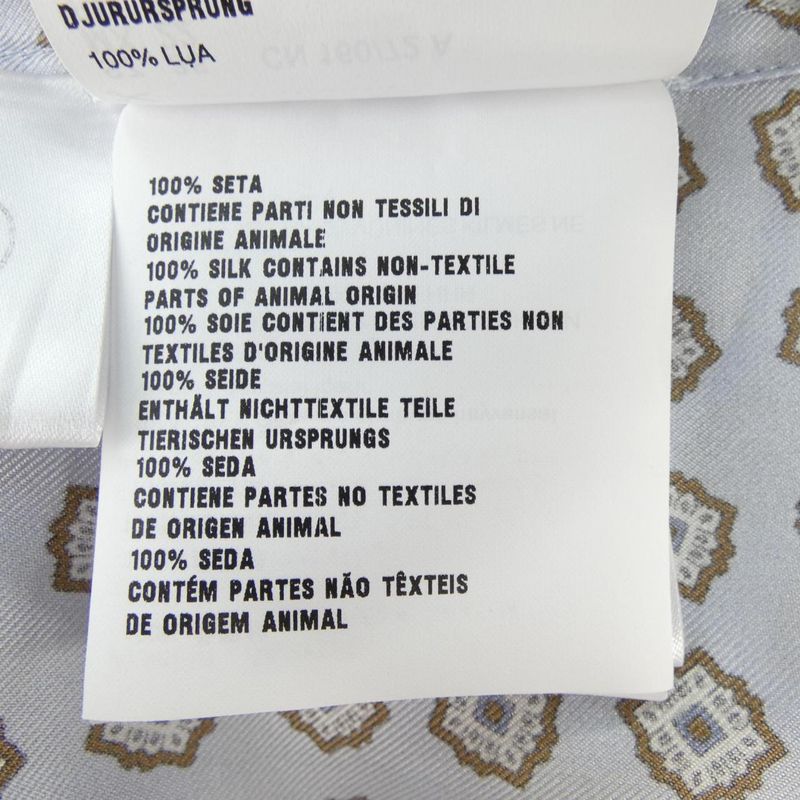 DJURURSPRUNG
100% LỤA
100% SETA
CONTIENE PARTI NON TESSILI DI
ORIGINE ANIMALE
100% SILK CONTAINS NON-TEXTILE
PARTS OF ANIMAL ORIGIN
100% SOIE CONTIENT DES PARTIES NON
TEXTILES D'ORIGINE ANIMALE
100% SEIDE
ENTHÄLT NICHTTEXTILE TEILE
TIERISCHEN URSPRUNGS
100% SEDA
CONTIENE PARTES NO TEXTILES
DE ORIGEN ANIMAL
100% SEDA
CONTÉM PARTES NÃO TÊXTEIS
DE ORIGEM ANIMAL